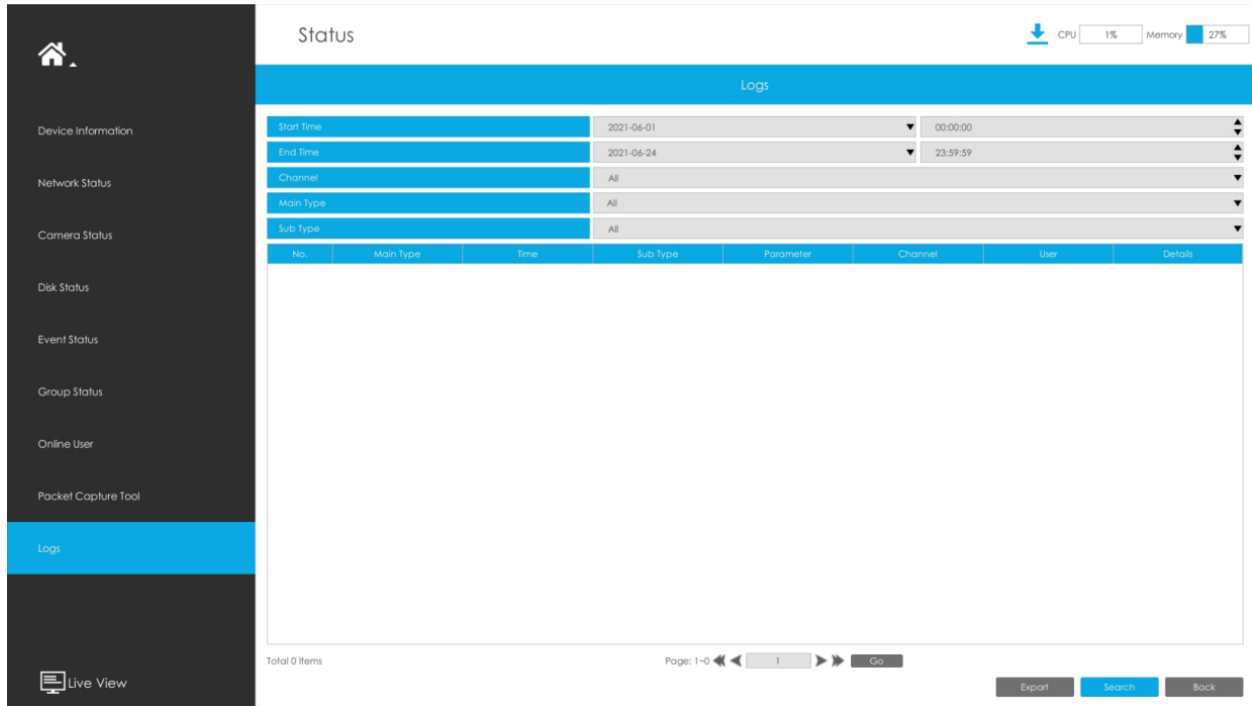 Status
CPU 1% Memory 27%
Logs
Device Information
Network Status
Camera Status
Disk Status
Event Status
Group Status
Online User
Packet Capture Tool
Logs
Live View
Start Time 2021-06-01 00:00:00
End Time 2021-06-24 23:59:59
Channel All
Main Type All
Sub Type All
No. Main Type Time Sub Type Parameter Channel User Details
Total 0 Items Page: 1~0 1 Go
Export Search Back